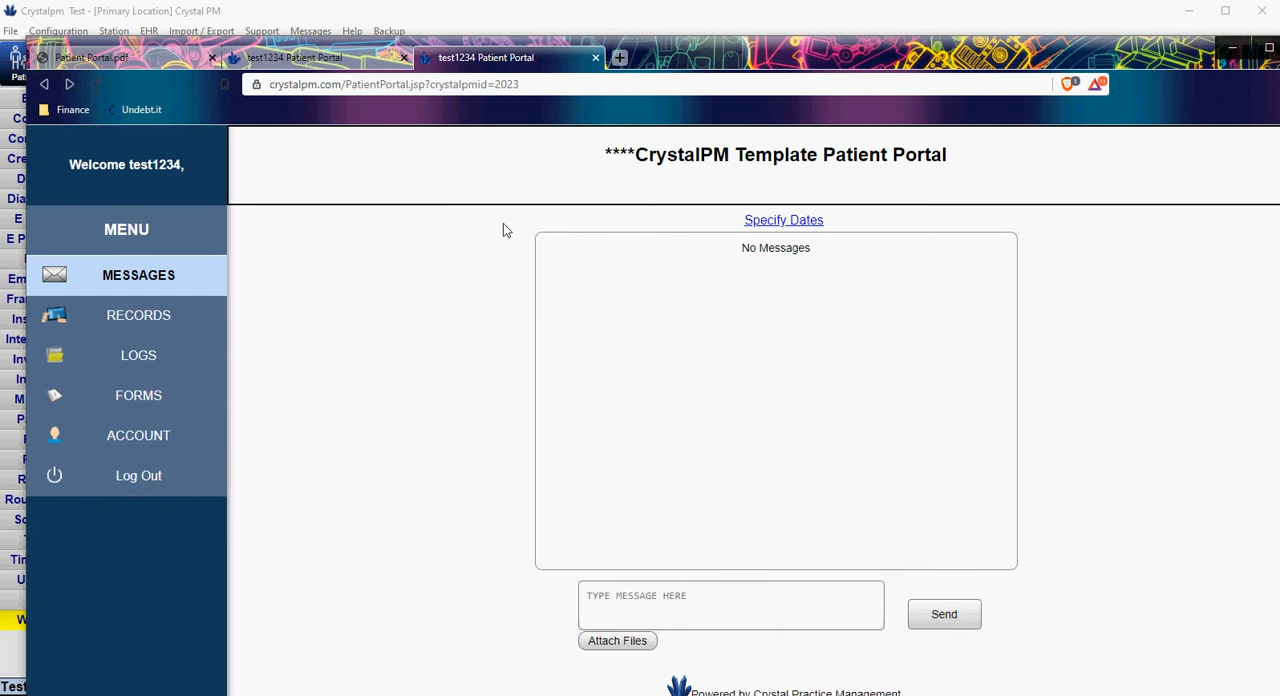 Crystalpm Test - [Primary Location] Crystal PM
File Configuration Station EHR Import / Export Support Messages Help Backup
Patient Portal.pdf
test1234 Patient Portal
test1234 Patient Portal
crystalpm.com/PatientPortal.jsp?crystalpmid=2023
Finance
Undebt.it
Welcome test1234,
****CrystalPM Template Patient Portal
MENU
Specify Dates
No Messages
MESSAGES
RECORDS
LOGS
FORMS
ACCOUNT
Log Out
TYPE MESSAGE HERE
Send
Attach Files
Powered by Crystal Practice Management
Test